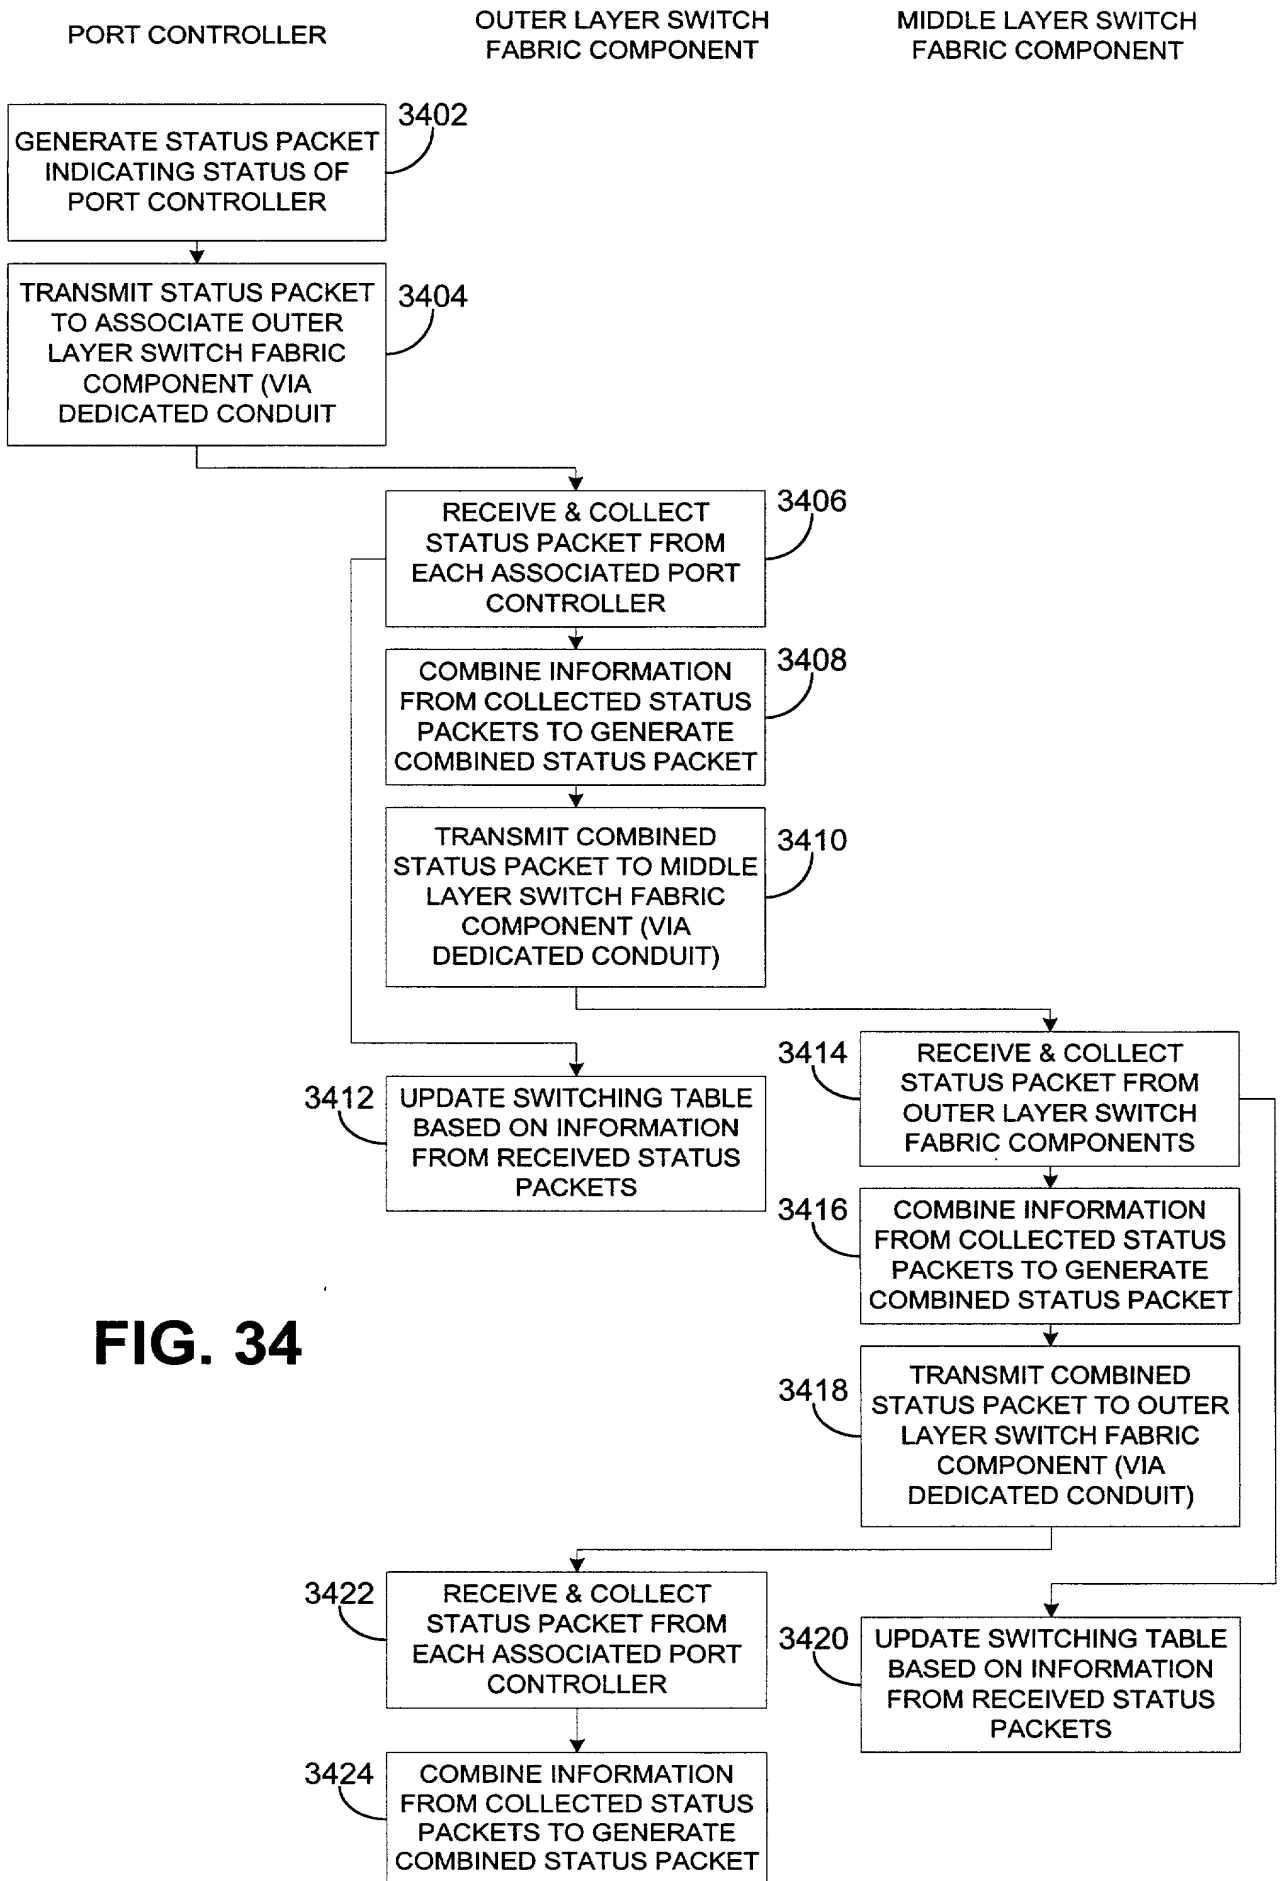 PORT CONTROLLER
OUTER LAYER SWITCH
FABRIC COMPONENT
MIDDLE LAYER SWITCH
FABRIC COMPONENT
3402
GENERATE STATUS PACKET
INDICATING STATUS OF
PORT CONTROLLER
3404
TRANSMIT STATUS PACKET
TO ASSOCIATE OUTER
LAYER SWITCH FABRIC
COMPONENT (VIA
DEDICATED CONDUIT
3406
RECEIVE & COLLECT
STATUS PACKET FROM
EACH ASSOCIATED PORT
CONTROLLER
3408
COMBINE INFORMATION
FROM COLLECTED STATUS
PACKETS TO GENERATE
COMBINED STATUS PACKET
3410
TRANSMIT COMBINED
STATUS PACKET TO MIDDLE
LAYER SWITCH FABRIC
COMPONENT (VIA
DEDICATED CONDUIT)
3412
UPDATE SWITCHING TABLE
BASED ON INFORMATION
FROM RECEIVED STATUS
PACKETS
3414
RECEIVE & COLLECT
STATUS PACKET FROM
OUTER LAYER SWITCH
FABRIC COMPONENTS
3416
COMBINE INFORMATION
FROM COLLECTED STATUS
PACKETS TO GENERATE
COMBINED STATUS PACKET
FIG. 34
3418
TRANSMIT COMBINED
STATUS PACKET TO OUTER
LAYER SWITCH FABRIC
COMPONENT (VIA
DEDICATED CONDUIT)
3422
RECEIVE & COLLECT
STATUS PACKET FROM
EACH ASSOCIATED PORT
CONTROLLER
3420
UPDATE SWITCHING TABLE
BASED ON INFORMATION
FROM RECEIVED STATUS
PACKETS
3424
COMBINE INFORMATION
FROM COLLECTED STATUS
PACKETS TO GENERATE
COMBINED STATUS PACKET